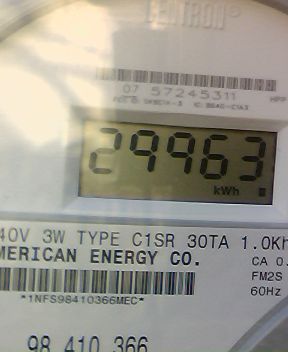 CENTRON®
07 57245311
29963
kWh
40V 3W TYPE C1SR 30TA 1.0Kh
MERICAN ENERGY CO.
CA 0.
FM2S
*1NFS98410366MEC*
60Hz
98 410 366